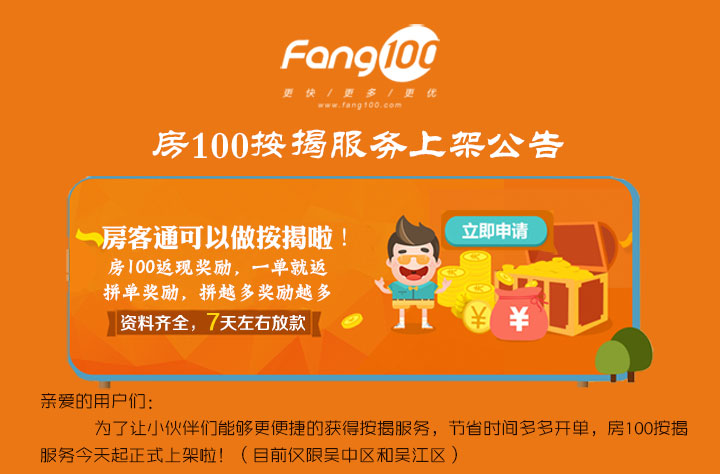 Fang100
更快/更多/更优
www.fang100.com
房100按揭服务上架公告
房客通可以做按揭啦！
立即申请
房100返现奖励，一单就返
拼单奖励，拼越多奖励越多
资料齐全，7天左右放款
¥ ¥
亲爱的用户们：
为了让小伙伴们能够更便捷的获得按揭服务，节省时间多多开单，房100按揭
服务今天起正式上架啦！（目前仅限吴中区和吴江区）